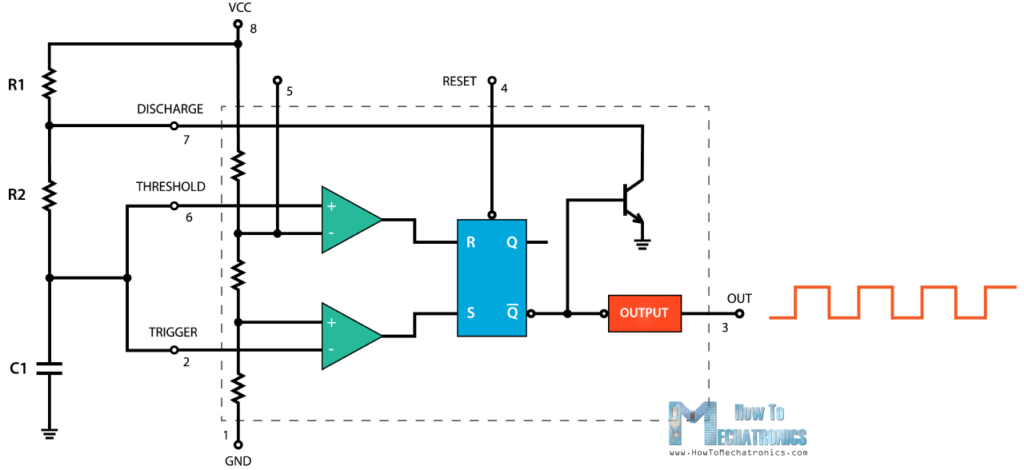 VCC
8
R1
DISCHARGE
7
5
RESET
4
R2
THRESHOLD
6
+
-
R
Q
S
Q̅
+
-
TRIGGER
2
C1
OUTPUT
OUT
3
1
GND
How To
MECHATRONICS
www.HowToMechatronics.com